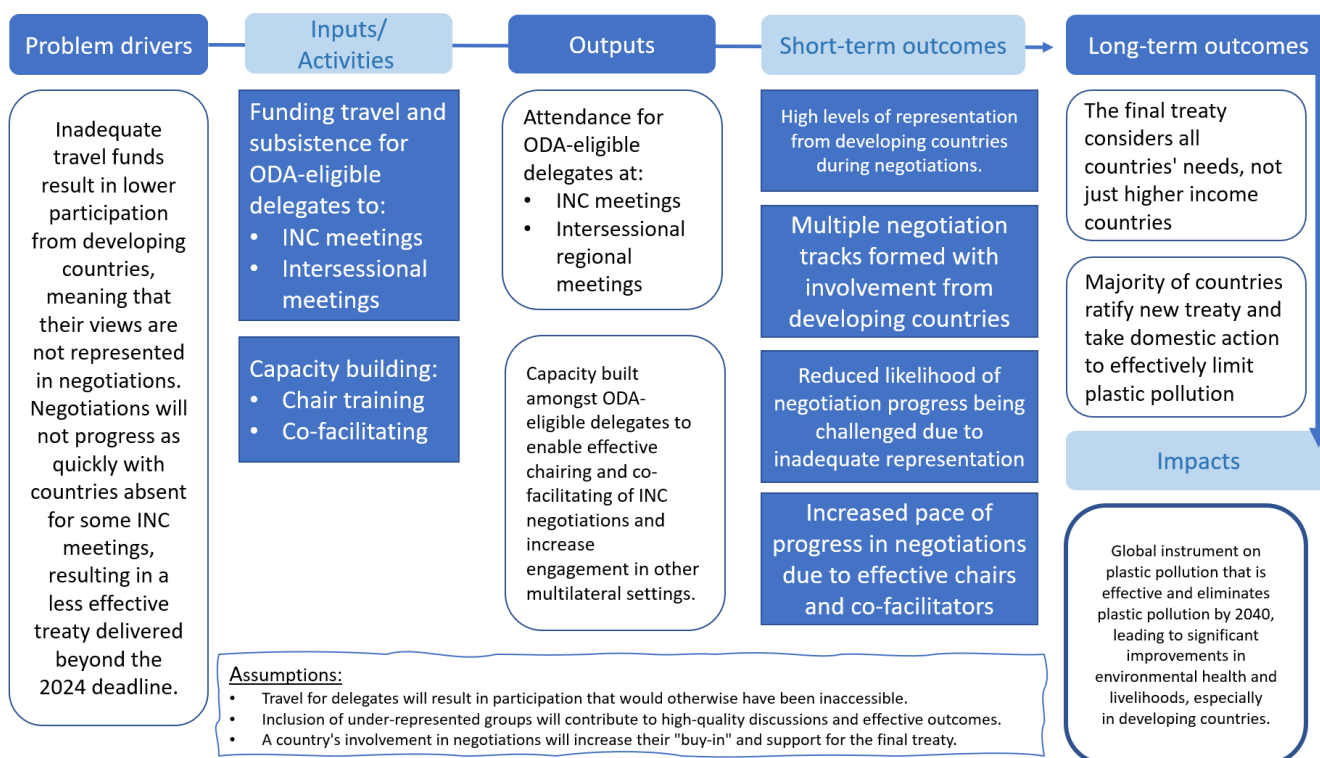 Problem drivers
Inadequate
travel funds
result in lower
participation
from developing
countries,
meaning that
their views are
not represented
in negotiations.
Negotiations will
not progress as
quickly with
countries absent
for some INC
meetings,
resulting in a
less effective
treaty delivered
beyond the
2024 deadline.
Inputs/
Activities
Funding travel and
subsistence for
ODA-eligible
delegates to:
• INC meetings
• Intersessional
meetings
Capacity building:
• Chair training
• Co-facilitating
Outputs
Attendance for
ODA-eligible
delegates at:
• INC meetings
• Intersessional
regional
meetings
Capacity built
amongst ODA-
eligible delegates to
enable effective
chairing and co-
facilitating of INC
negotiations and
increase
engagement in other
multilateral settings.
Short-term outcomes
High levels of representation
from developing countries
during negotiations.
Multiple negotiation
tracks formed with
involvement from
developing countries
Reduced likelihood of
negotiation progress being
challenged due to
inadequate representation
Increased pace of
progress in negotiations
due to effective chairs
and co-facilitators
Long-term outcomes
The final treaty
considers all
countries' needs, not
just higher income
countries
Majority of countries
ratify new treaty and
take domestic action
to effectively limit
plastic pollution
Impacts
Global instrument on
plastic pollution that is
effective and eliminates
plastic pollution by 2040,
leading to significant
improvements in
environmental health and
livelihoods, especially
in developing countries.
Assumptions:
• Travel for delegates will result in participation that would otherwise have been inaccessible.
• Inclusion of under-represented groups will contribute to high-quality discussions and effective outcomes.
• A country's involvement in negotiations will increase their "buy-in" and support for the final treaty.